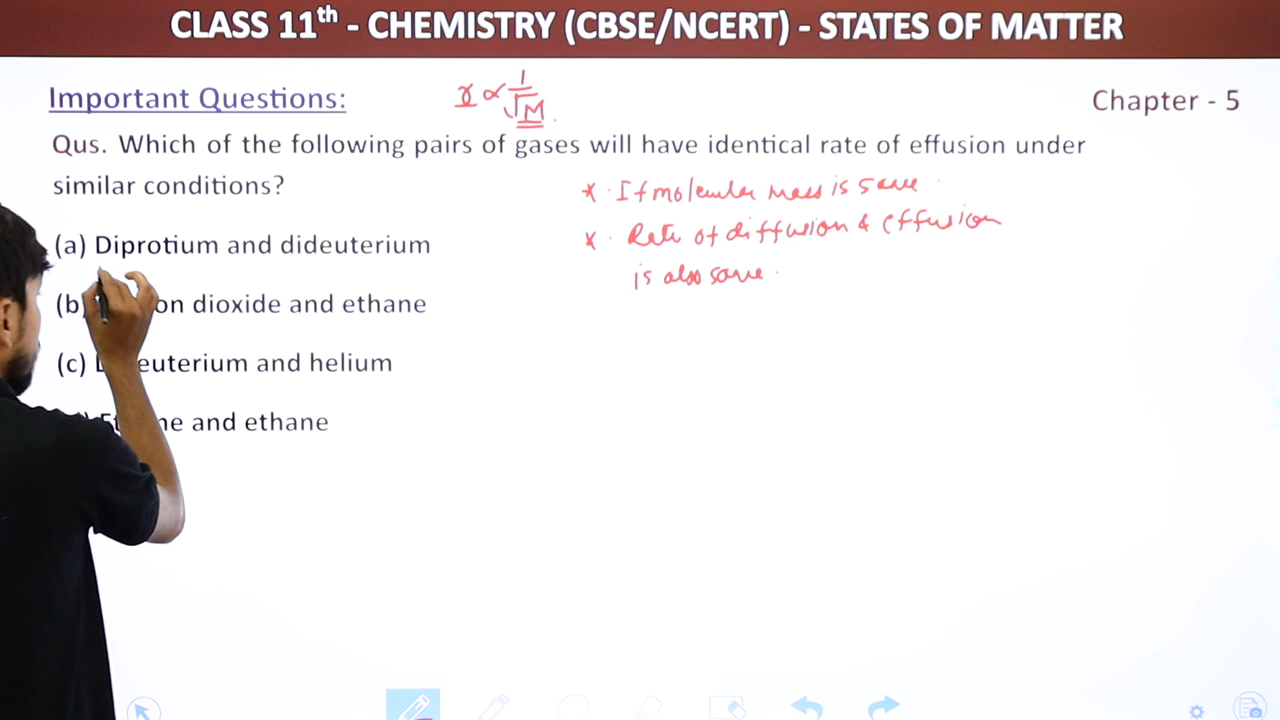 CLASS 11th - CHEMISTRY (CBSE/NCERT) - STATES OF MATTER
Important Questions:
r ∝ 1/√M
Chapter - 5
Qus. Which of the following pairs of gases will have identical rate of effusion under
similar conditions?
* If molecular mass is same
* Rate of diffusion & effusion
is also same
(a) Diprotium and dideuterium
(b) on dioxide and ethane
(c) euterium and helium
ne and ethane